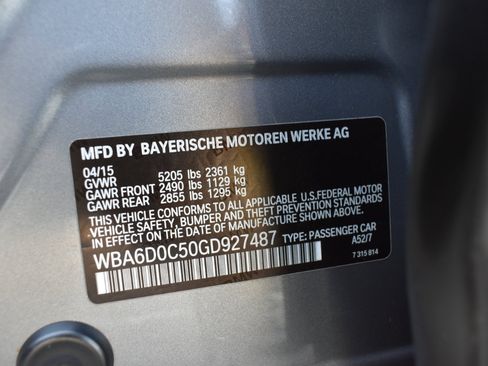 MFD BY BAYERISCHE MOTOREN WERKE AG
04/15
GVWR 5205 lbs 2361 kg
GAWR FRONT 2490 lbs 1129 kg
GAWR REAR 2855 lbs 1295 kg
THIS VEHICLE CONFORMS TO ALL APPLICABLE U.S.FEDERAL MOTOR
VEHICLE SAFETY, BUMPER, AND THEFT PREVENTION STANDARDS
IN EFFECT ON THE DATE OF MANUFACTURE SHOWN ABOVE.
WBA6D0C50GD927487 TYPE: PASSENGER CAR
A52/7
7 315 814